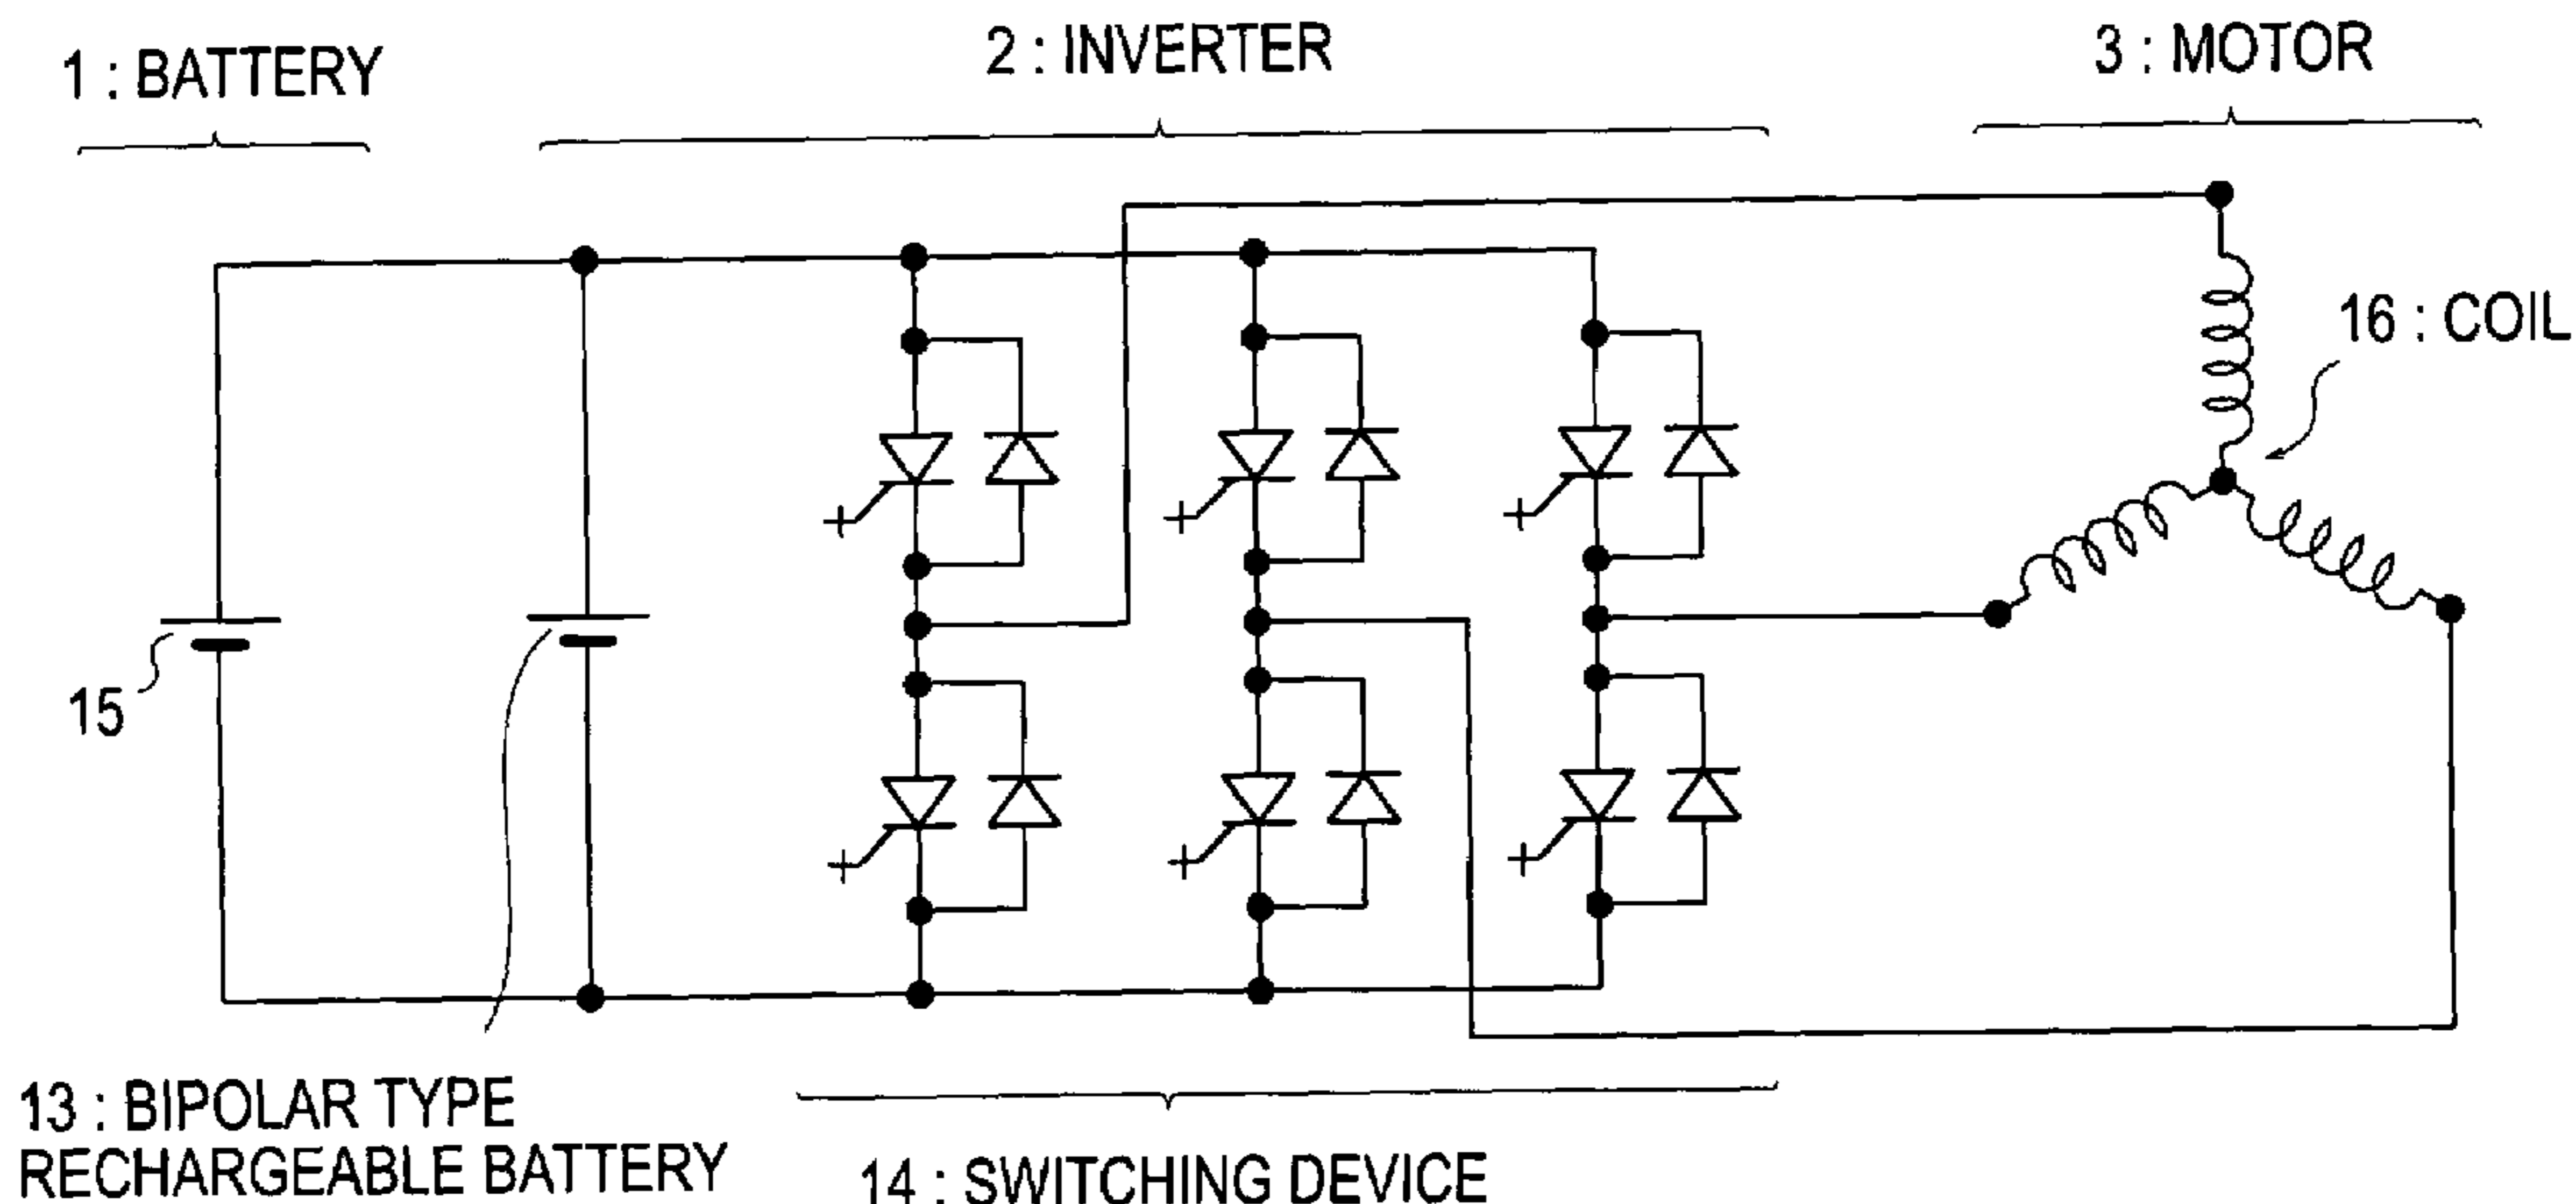 1 : BATTERY
2 : INVERTER
3 : MOTOR
16 : COIL
15
13 : BIPOLAR TYPE
RECHARGEABLE BATTERY
14 : SWITCHING DEVICE